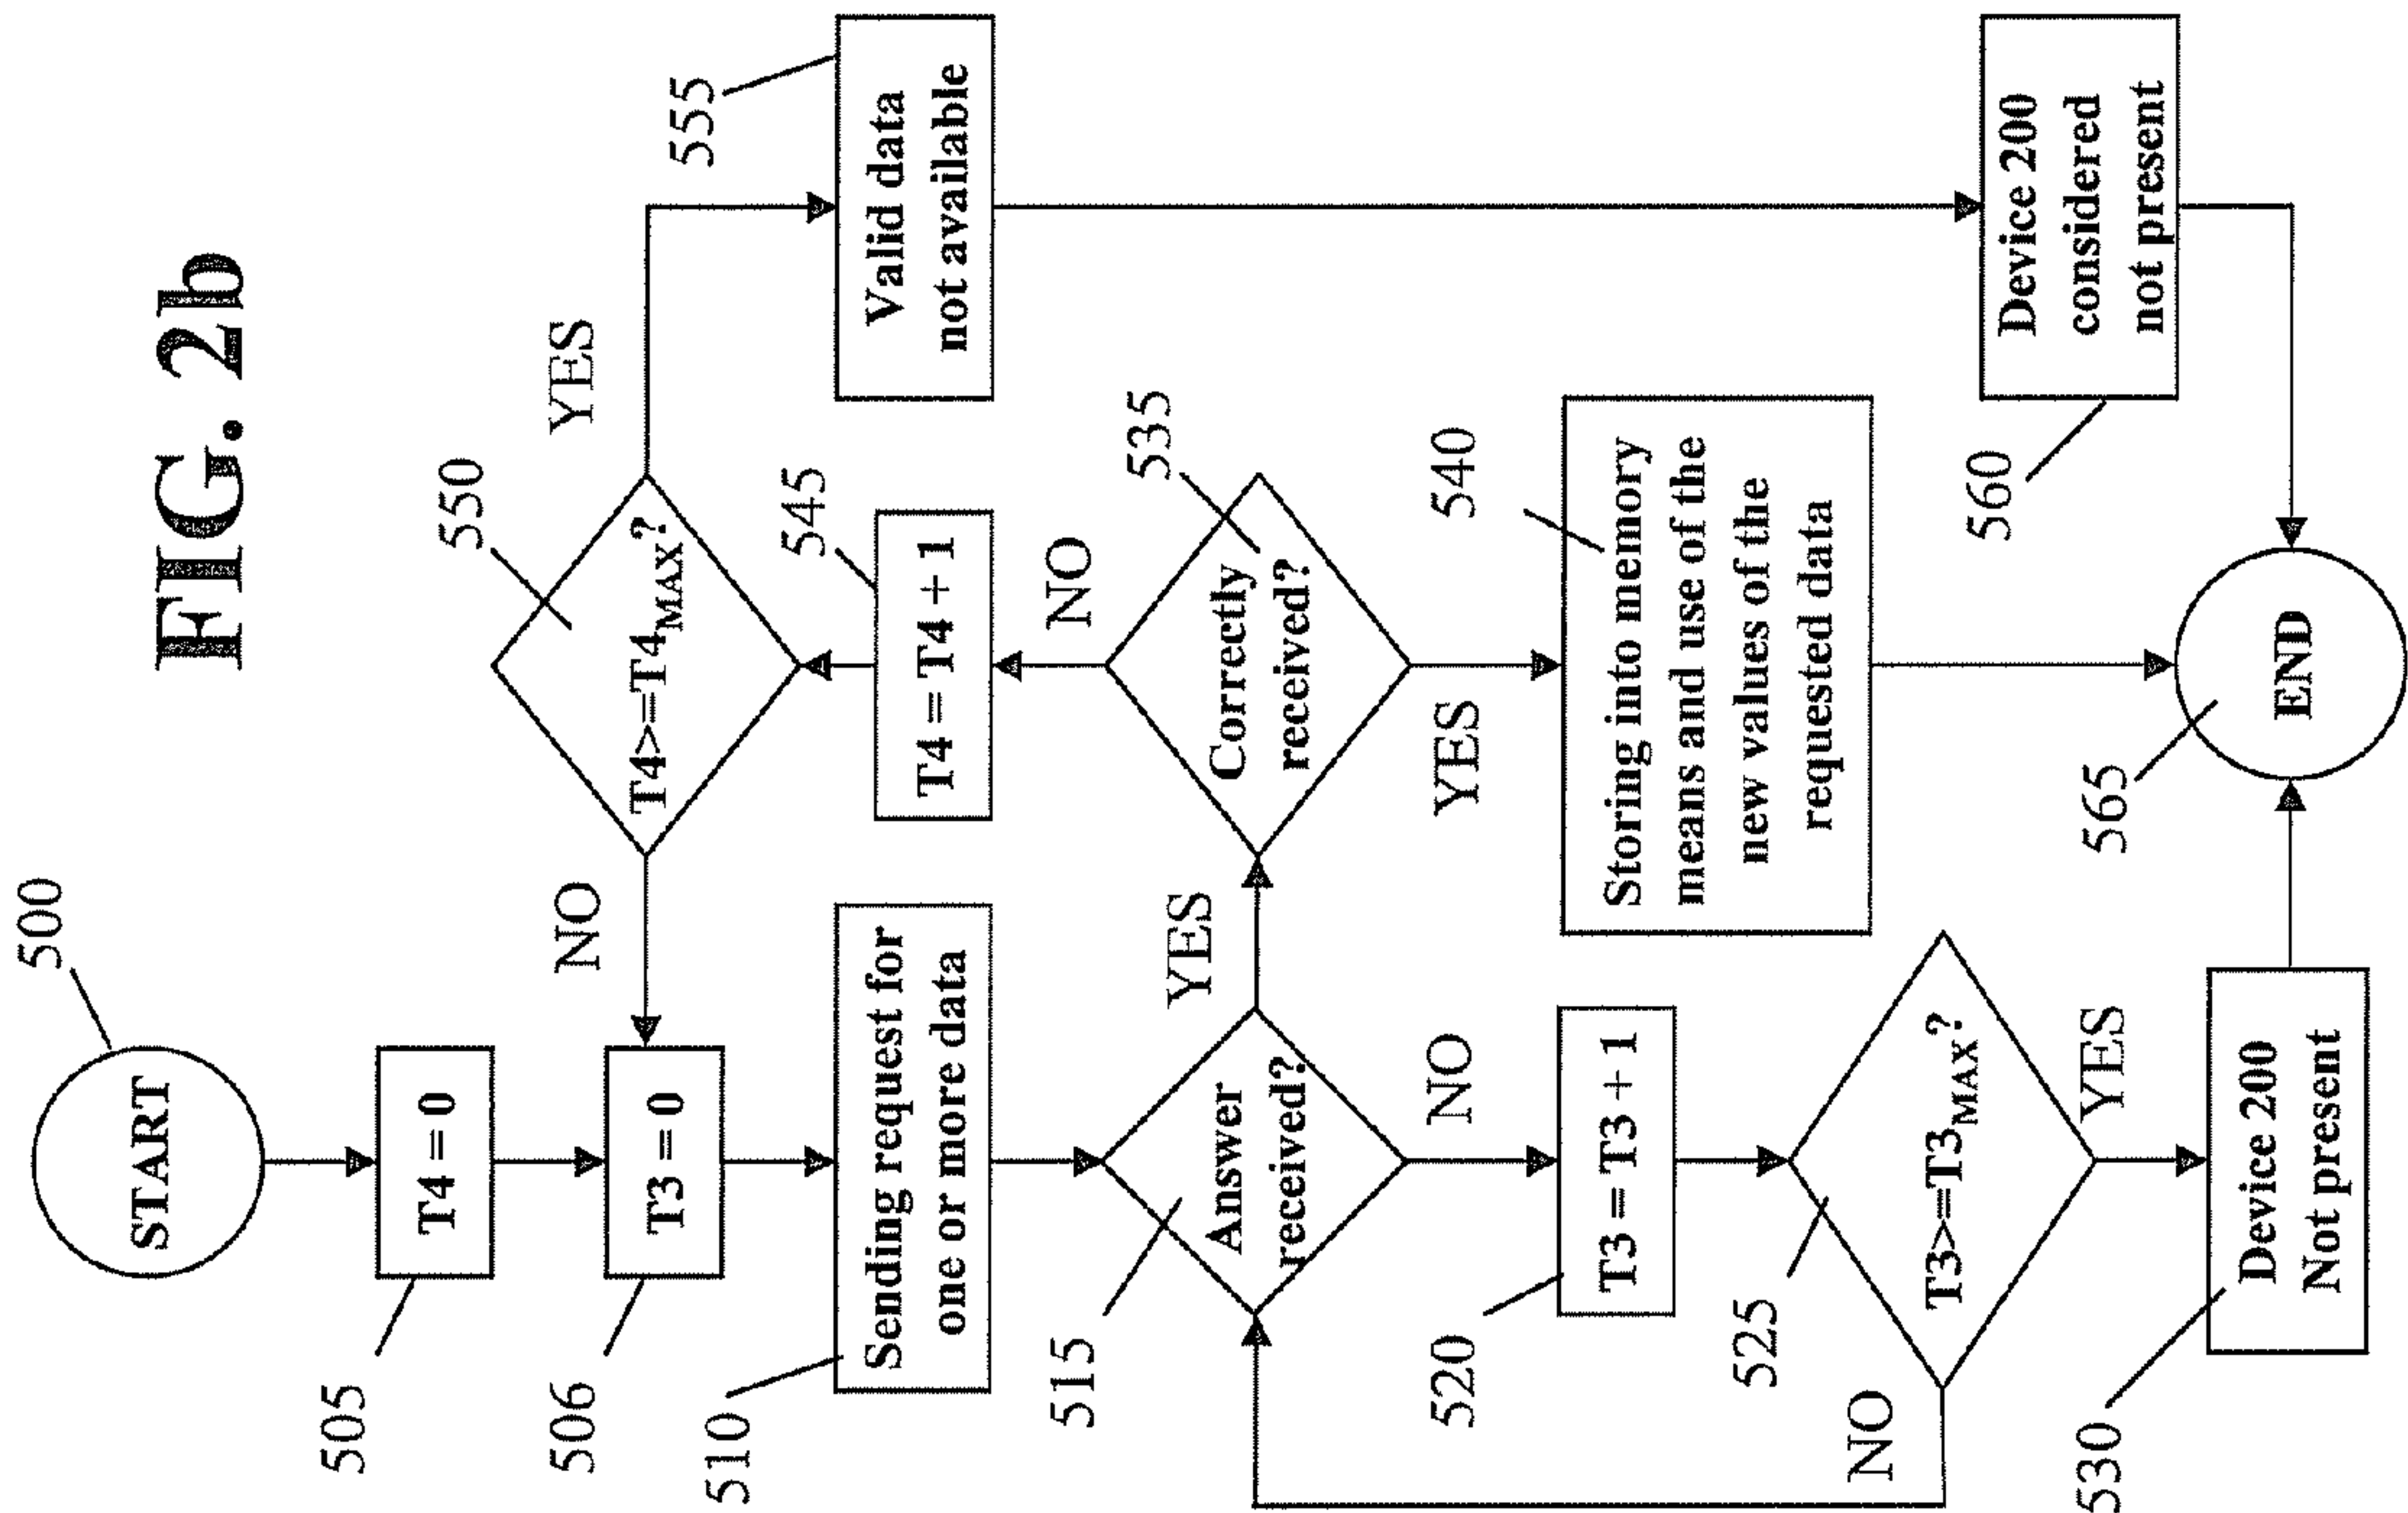 FIG. 2b
500
START
505
T4 = 0
506
T3 = 0
510
Sending request for
one or more data
515
Answer
received?
YES
NO
520
T3 = T3 + 1
525
T3>=T3MAX?
NO
YES
530
Device 200
Not present
535
Correctly
received?
NO
YES
540
Storing into memory
means and use of the
new values of the
requested data
545
T4 = T4 + 1
550
T4>=T4MAX?
NO
YES
555
Valid data
not available
560
Device 200
considered
not present
565
END